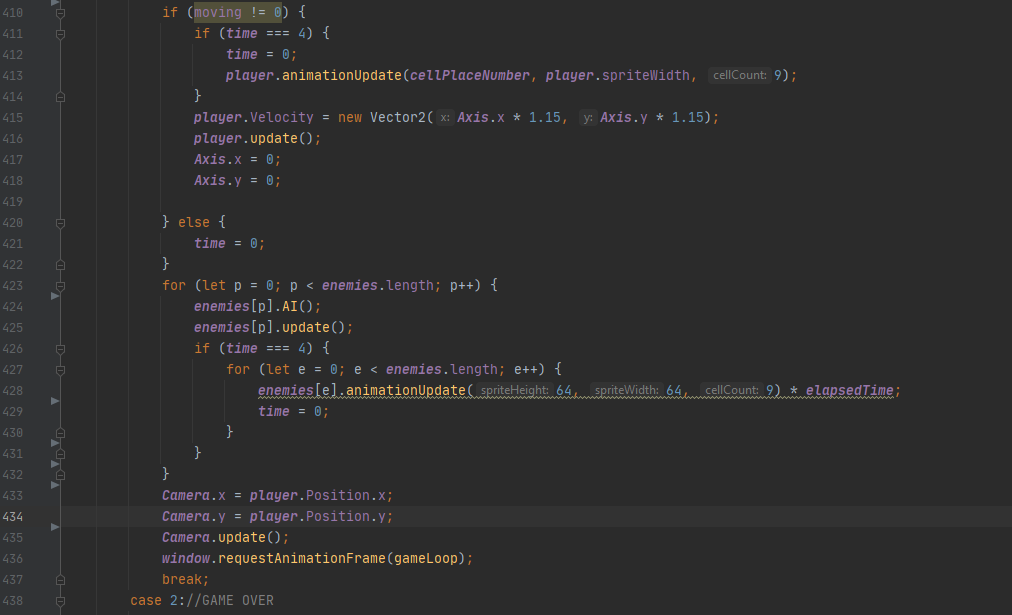 410 if (moving != 0) {
411 if (time === 4) {
412 time = 0;
413 player.animationUpdate(cellPlaceNumber, player.spriteWidth, cellCount: 9);
414 }
415 player.Velocity = new Vector2( x: Axis.x * 1.15, y: Axis.y * 1.15);
416 player.update();
417 Axis.x = 0;
418 Axis.y = 0;
419
420 } else {
421 time = 0;
422 }
423 for (let p = 0; p < enemies.length; p++) {
424 enemies[p].AI();
425 enemies[p].update();
426 if (time === 4) {
427 for (let e = 0; e < enemies.length; e++) {
428 enemies[e].animationUpdate( spriteHeight: 64, spriteWidth: 64, cellCount: 9) * elapsedTime;
429 time = 0;
430 }
431 }
432 }
433 Camera.x = player.Position.x;
434 Camera.y = player.Position.y;
435 Camera.update();
436 window.requestAnimationFrame(gameLoop);
437 break;
438 case 2://GAME OVER